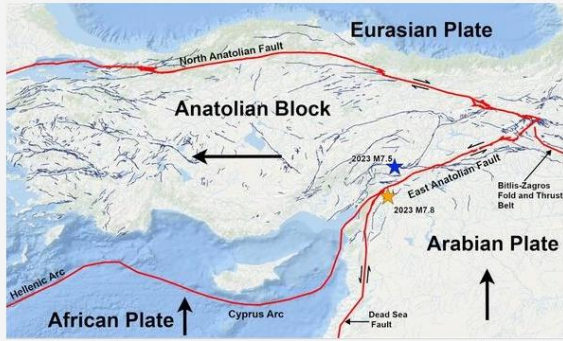 Eurasian Plate
North Anatolian Fault
Anatolian Block
2023 M7.5
East Anatolian Fault
2023 M7.8
Bitlis-Zagros
Fold and Thrust
Belt
Arabian Plate
Hellenic Arc
Cyprus Arc
African Plate
Dead Sea
Fault